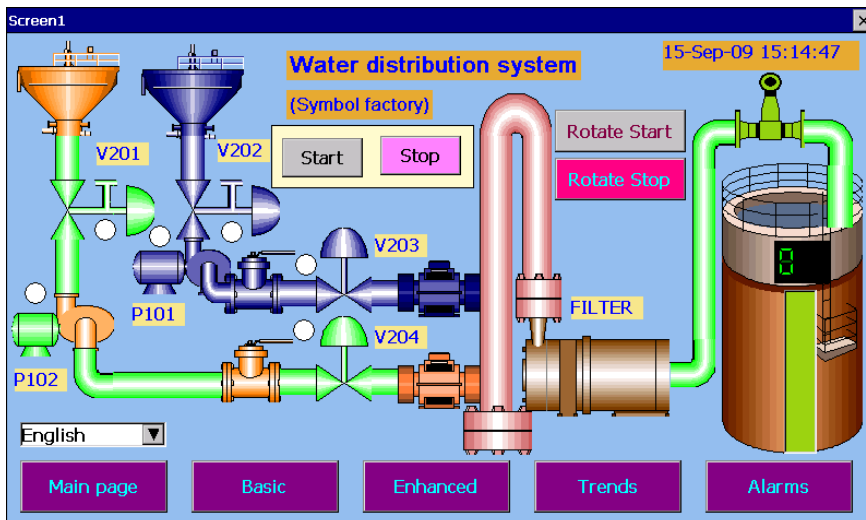 Screen1
Water distribution system
15-Sep-09 15:14:47
(Symbol factory)
Start
Stop
Rotate Start
Rotate Stop
V201
V202
V203
0
P101
FILTER
V204
P102
English
Main page
Basic
Enhanced
Trends
Alarms